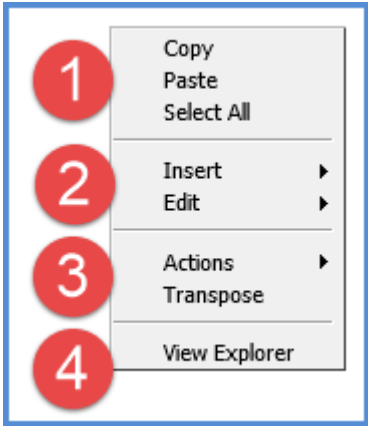 Copy
1 Paste
Select All
2 Insert
Edit
3 Actions
Transpose
4 View Explorer